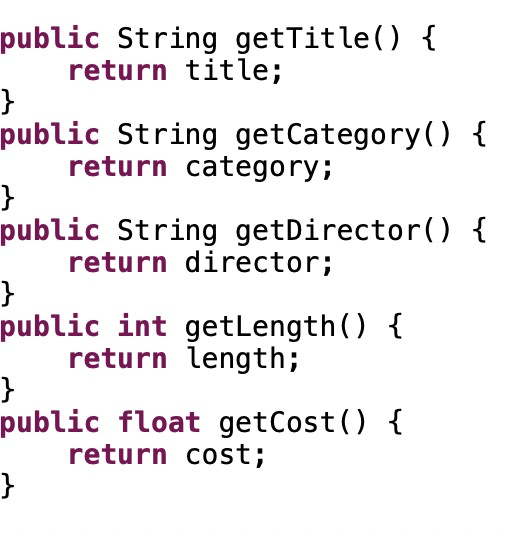 public String getTitle() {
    return title;
}
public String getCategory() {
    return category;
}
public String getDirector() {
    return director;
}
public int getLength() {
    return length;
}
public float getCost() {
    return cost;
}